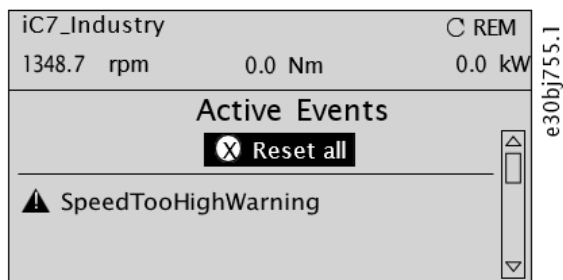 iC7_Industry REM
1348.7 rpm 0.0 Nm 0.0 kW
Active Events
X Reset all
SpeedTooHighWarning
e30bj755.1